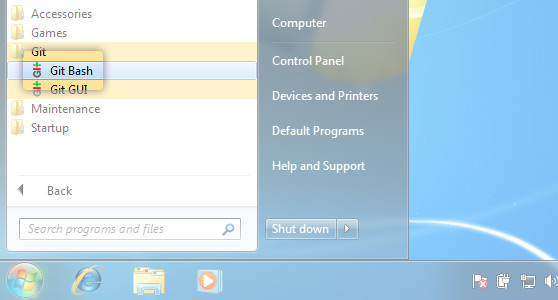 Accessories
Games
Git
Git Bash
Git GUI
Maintenance
Startup
Back
Search programs and files
Computer
Control Panel
Devices and Printers
Default Programs
Help and Support
Shut down